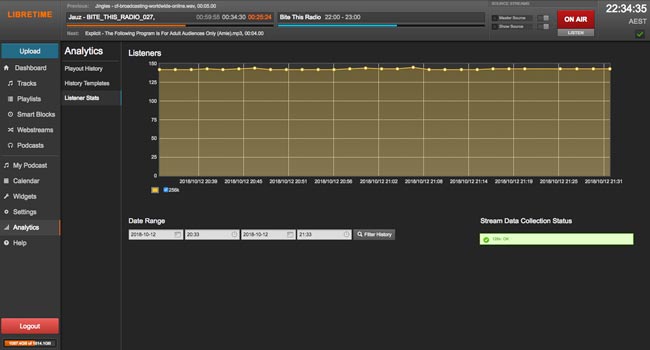 LIBRETIME
Previous: Jingles - cf-broadcasting-worldwide-online.wav, 00:05.00
Jauz - BITE_THIS_RADIO_027, 00:59:58 00:34:30 00:25:24
Bite This Radio 22:00 - 23:00
Next: Explicit - The Following Program Is For Adult Audiences Only (Amie).mp3, 00:04.00
SOURCE STREAMS
Master Source
Show Source
ON AIR
LISTEN
22:34:35
AEST
Upload
Dashboard
Tracks
Playlists
Smart Blocks
Webstreams
Podcasts
My Podcast
Calendar
Widgets
Settings
Analytics
Help
Logout
Analytics
Playout History
History Templates
Listener Stats
Listeners
150
125
100
75
50
25
0
2018/10/12 20:39 2018/10/12 20:45 2018/10/12 20:51 2018/10/12 20:56 2018/10/12 21:02 2018/10/12 21:08 2018/10/12 21:14 2018/10/12 21:19 2018/10/12 21:25 2018/10/12 21:31
256k
Date Range
2018-10-12 20:33 2018-10-12 21:33 Filter History
Stream Data Collection Status
OK